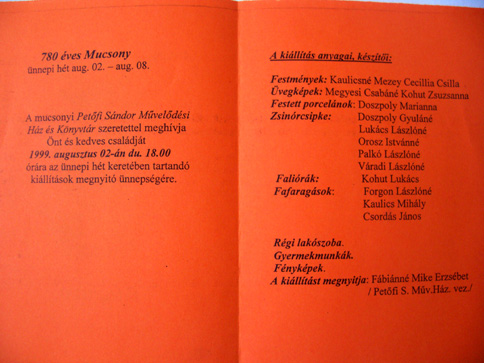 780 éves Mucsony
ünnepi hét aug. 02. – aug. 08.
A mucsonyi Petőfi Sándor Művelődési
Ház és Könyvtár szeretettel meghívja
Önt és kedves családját
1999. augusztus 02-án du. 18.00
órára az ünnepi hét keretében tartandó
kiállítások megnyitó ünnepségére.
A kiállítás anyagai, készítői:
Festmények: Kaulicsné Mezey Cecillia Csilla
Üvegképek: Megyesi Csabáné Kohut Zsuzsanna
Festett porcelánok: Doszpoly Marianna
Zsinórcsipke: Doszpoly Gyuláné
Lukács Lászlóné
Orosz Istvánné
Palkó Lászlóné
Váradi Lászlóné
Faliórák: Kohut Lukács
Fafaragások: Forgon Lászlóné
Kaulics Mihály
Csordás János
Régi lakószoba.
Gyermekmunkák.
Fényképek.
A kiállítást megnyitja: Fábiánné Mike Erzsébet
/ Petőfi S. Műv.Ház. vez./